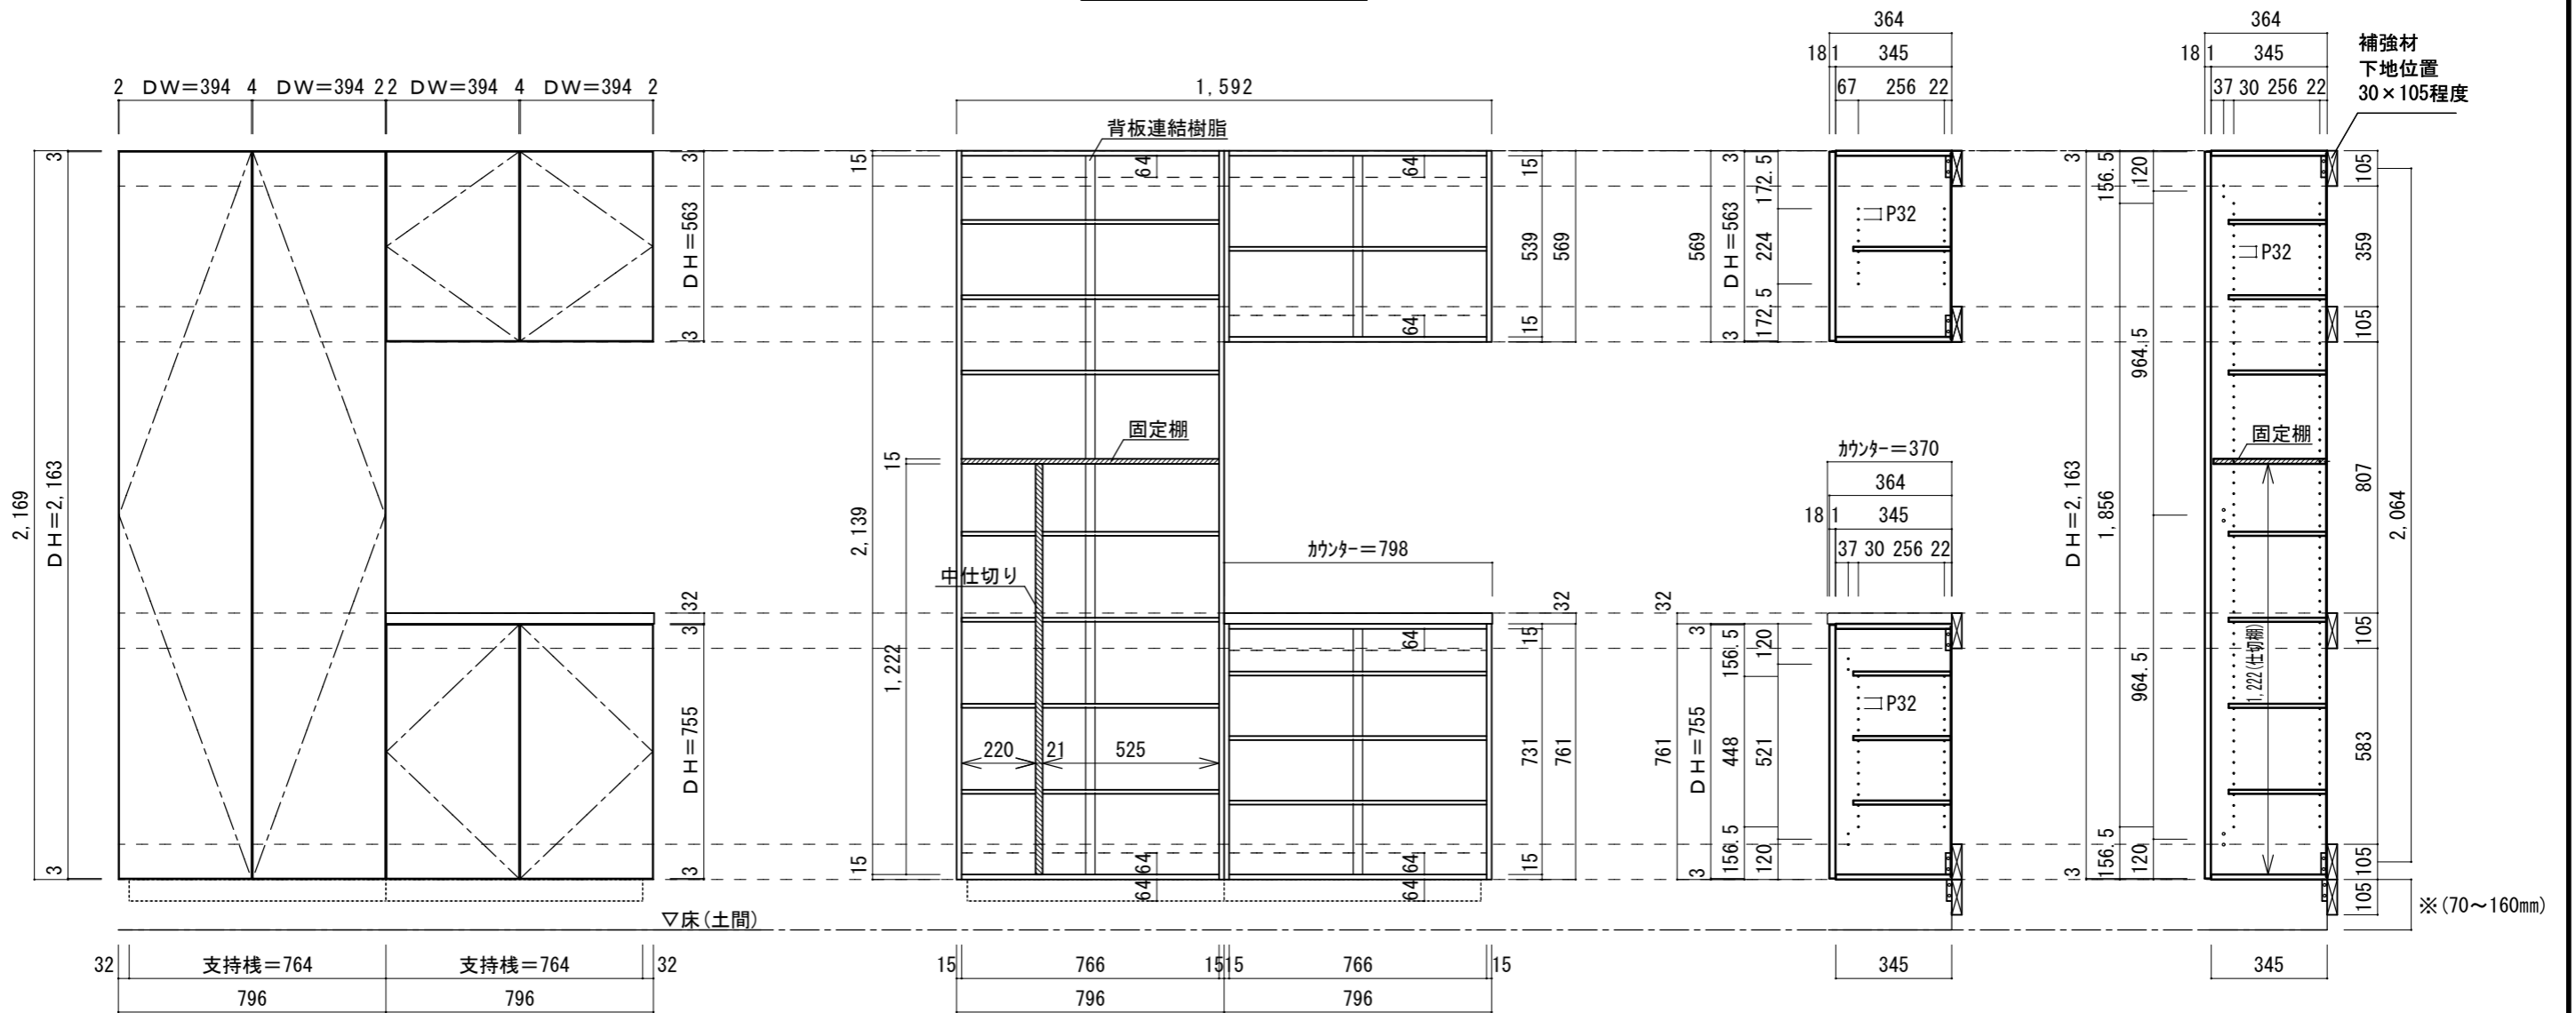 2 DW=394 4 DW=394 2 2 DW=394 4 DW=394 2
2,169
3
DH=2,163
3
3
DH=563
3
32
3
DH=755
3
▽床(土間)
32 支持桟=764 支持桟=764 32
796 796
1,592
背板連結樹脂
15
2,139
15
15
1,222
64
64
64
固定棚
中仕切り
220 21 525
カウンター=798
64
64
15
539
15
569
32
15
731
15
761
64
64
64
64
15 766 15 15 766 15
796 796
364
18 1 345
67 256 22
569
3
DH=563
3
172.5
224
172.5
P32
カウンター=370
364
18 1 345
37 30 256 22
32
761
3
DH=755
3
156.5
448
156.5
120
521
120
P32
345
364
18 1 345
37 30 256 22
補強材
下地位置
30×105程度
3
DH=2,163
3
156.5
1,856
156.5
120
964.5
964.5
120
P32
固定棚
1,222(仕切棚)
105
359
105
807
105
583
105
105
2,064
※(70～160mm)
345